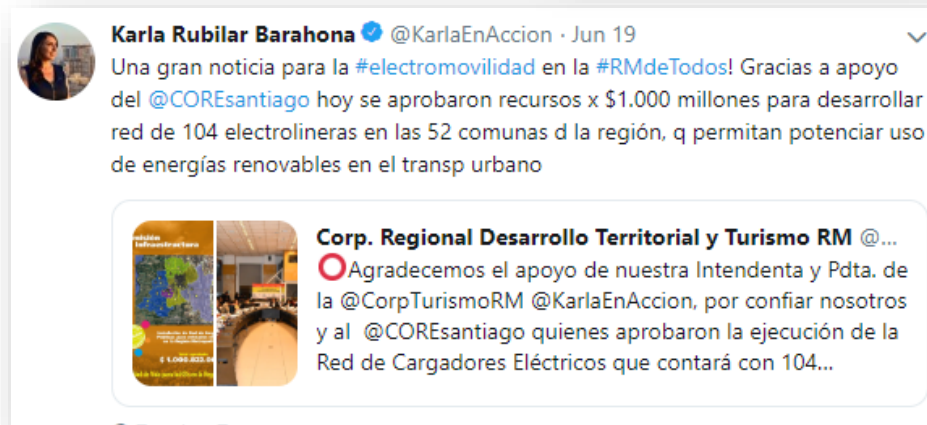 Karla Rubilar Barahona @KarlaEnAccion · Jun 19
Una gran noticia para la #electromovilidad en la #RMdeTodos! Gracias a apoyo
del @COREsantiago hoy se aprobaron recursos x $1.000 millones para desarrollar
red de 104 electrolineras en las 52 comunas d la región, q permitan potenciar uso
de energías renovables en el transp urbano
Corp. Regional Desarrollo Territorial y Turismo RM @...
Agradecemos el apoyo de nuestra Intendenta y Pdta. de
la @CorpTurismoRM @KarlaEnAccion, por confiar nosotros
y al @COREsantiago quienes aprobaron la ejecución de la
Red de Cargadores Eléctricos que contará con 104...
Infraestructura